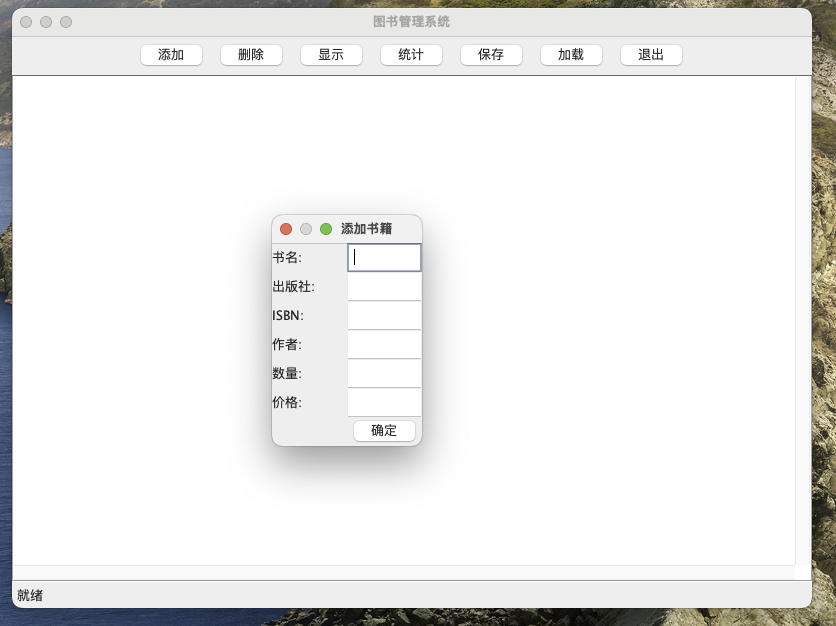 图书管理系统
添加 删除 显示 统计 保存 加载 退出
添加书籍
书名:
出版社:
ISBN:
作者:
数量:
价格:
确定
就绪